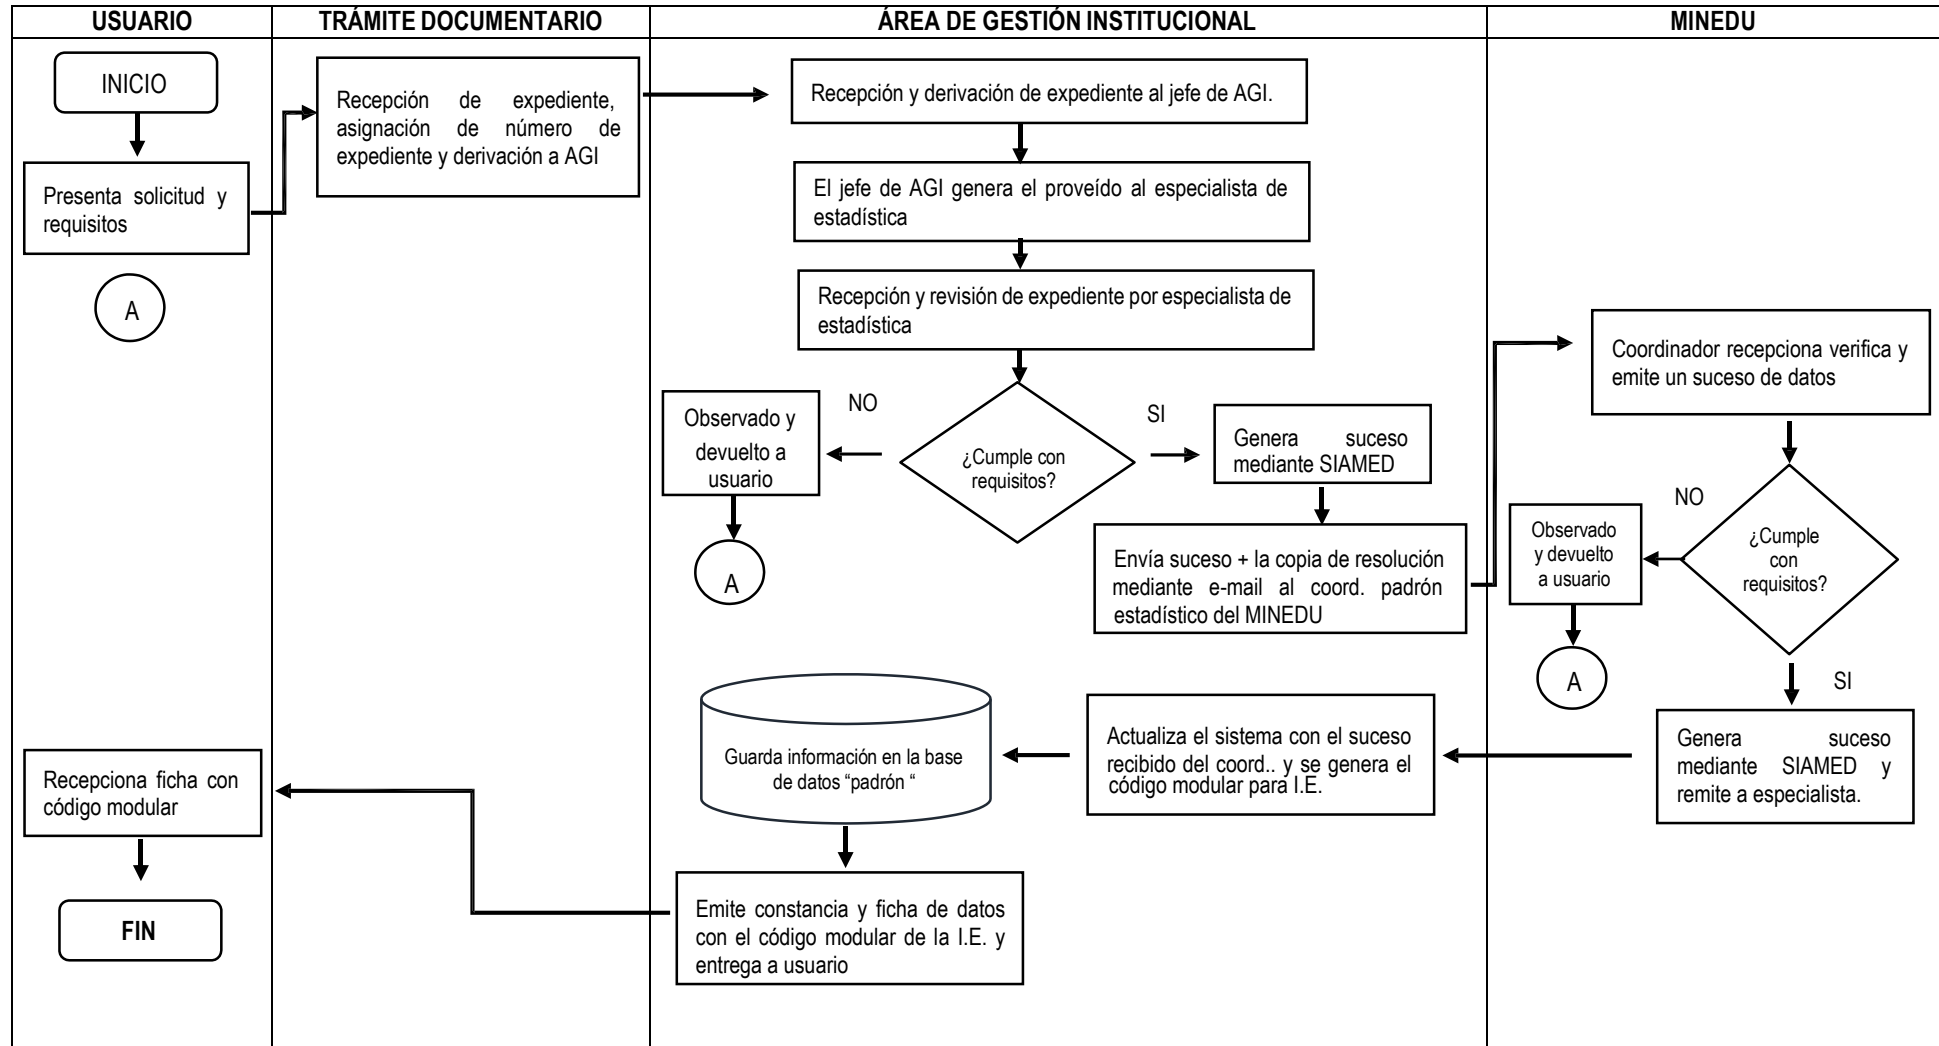 USUARIO
TRÁMITE DOCUMENTARIO
ÁREA DE GESTIÓN INSTITUCIONAL
MINEDU
INICIO
Presenta solicitud y
requisitos
A
Recepción de expediente,
asignación de número de
expediente y derivación a AGI
Recepción y derivación de expediente al jefe de AGI.
El jefe de AGI genera el proveído al especialista de
estadística
Recepción y revisión de expediente por especialista de
estadística
¿Cumple con
requisitos?
NO
Observado y
devuelto a
usuario
A
SI
Genera suceso
mediante SIAMED
Envía suceso + la copia de resolución
mediante e-mail al coord. padrón
estadístico del MINEDU
Coordinador recepciona verifica y
emite un suceso de datos
¿Cumple
con
requisitos?
NO
Observado
y devuelto
a usuario
A
SI
Genera suceso
mediante SIAMED y
remite a especialista.
Actualiza el sistema con el suceso
recibido del coord.. y se genera el
código modular para I.E.
Guarda información en la base
de datos “padrón “
Emite constancia y ficha de datos
con el código modular de la I.E. y
entrega a usuario
Recepciona ficha con
código modular
FIN